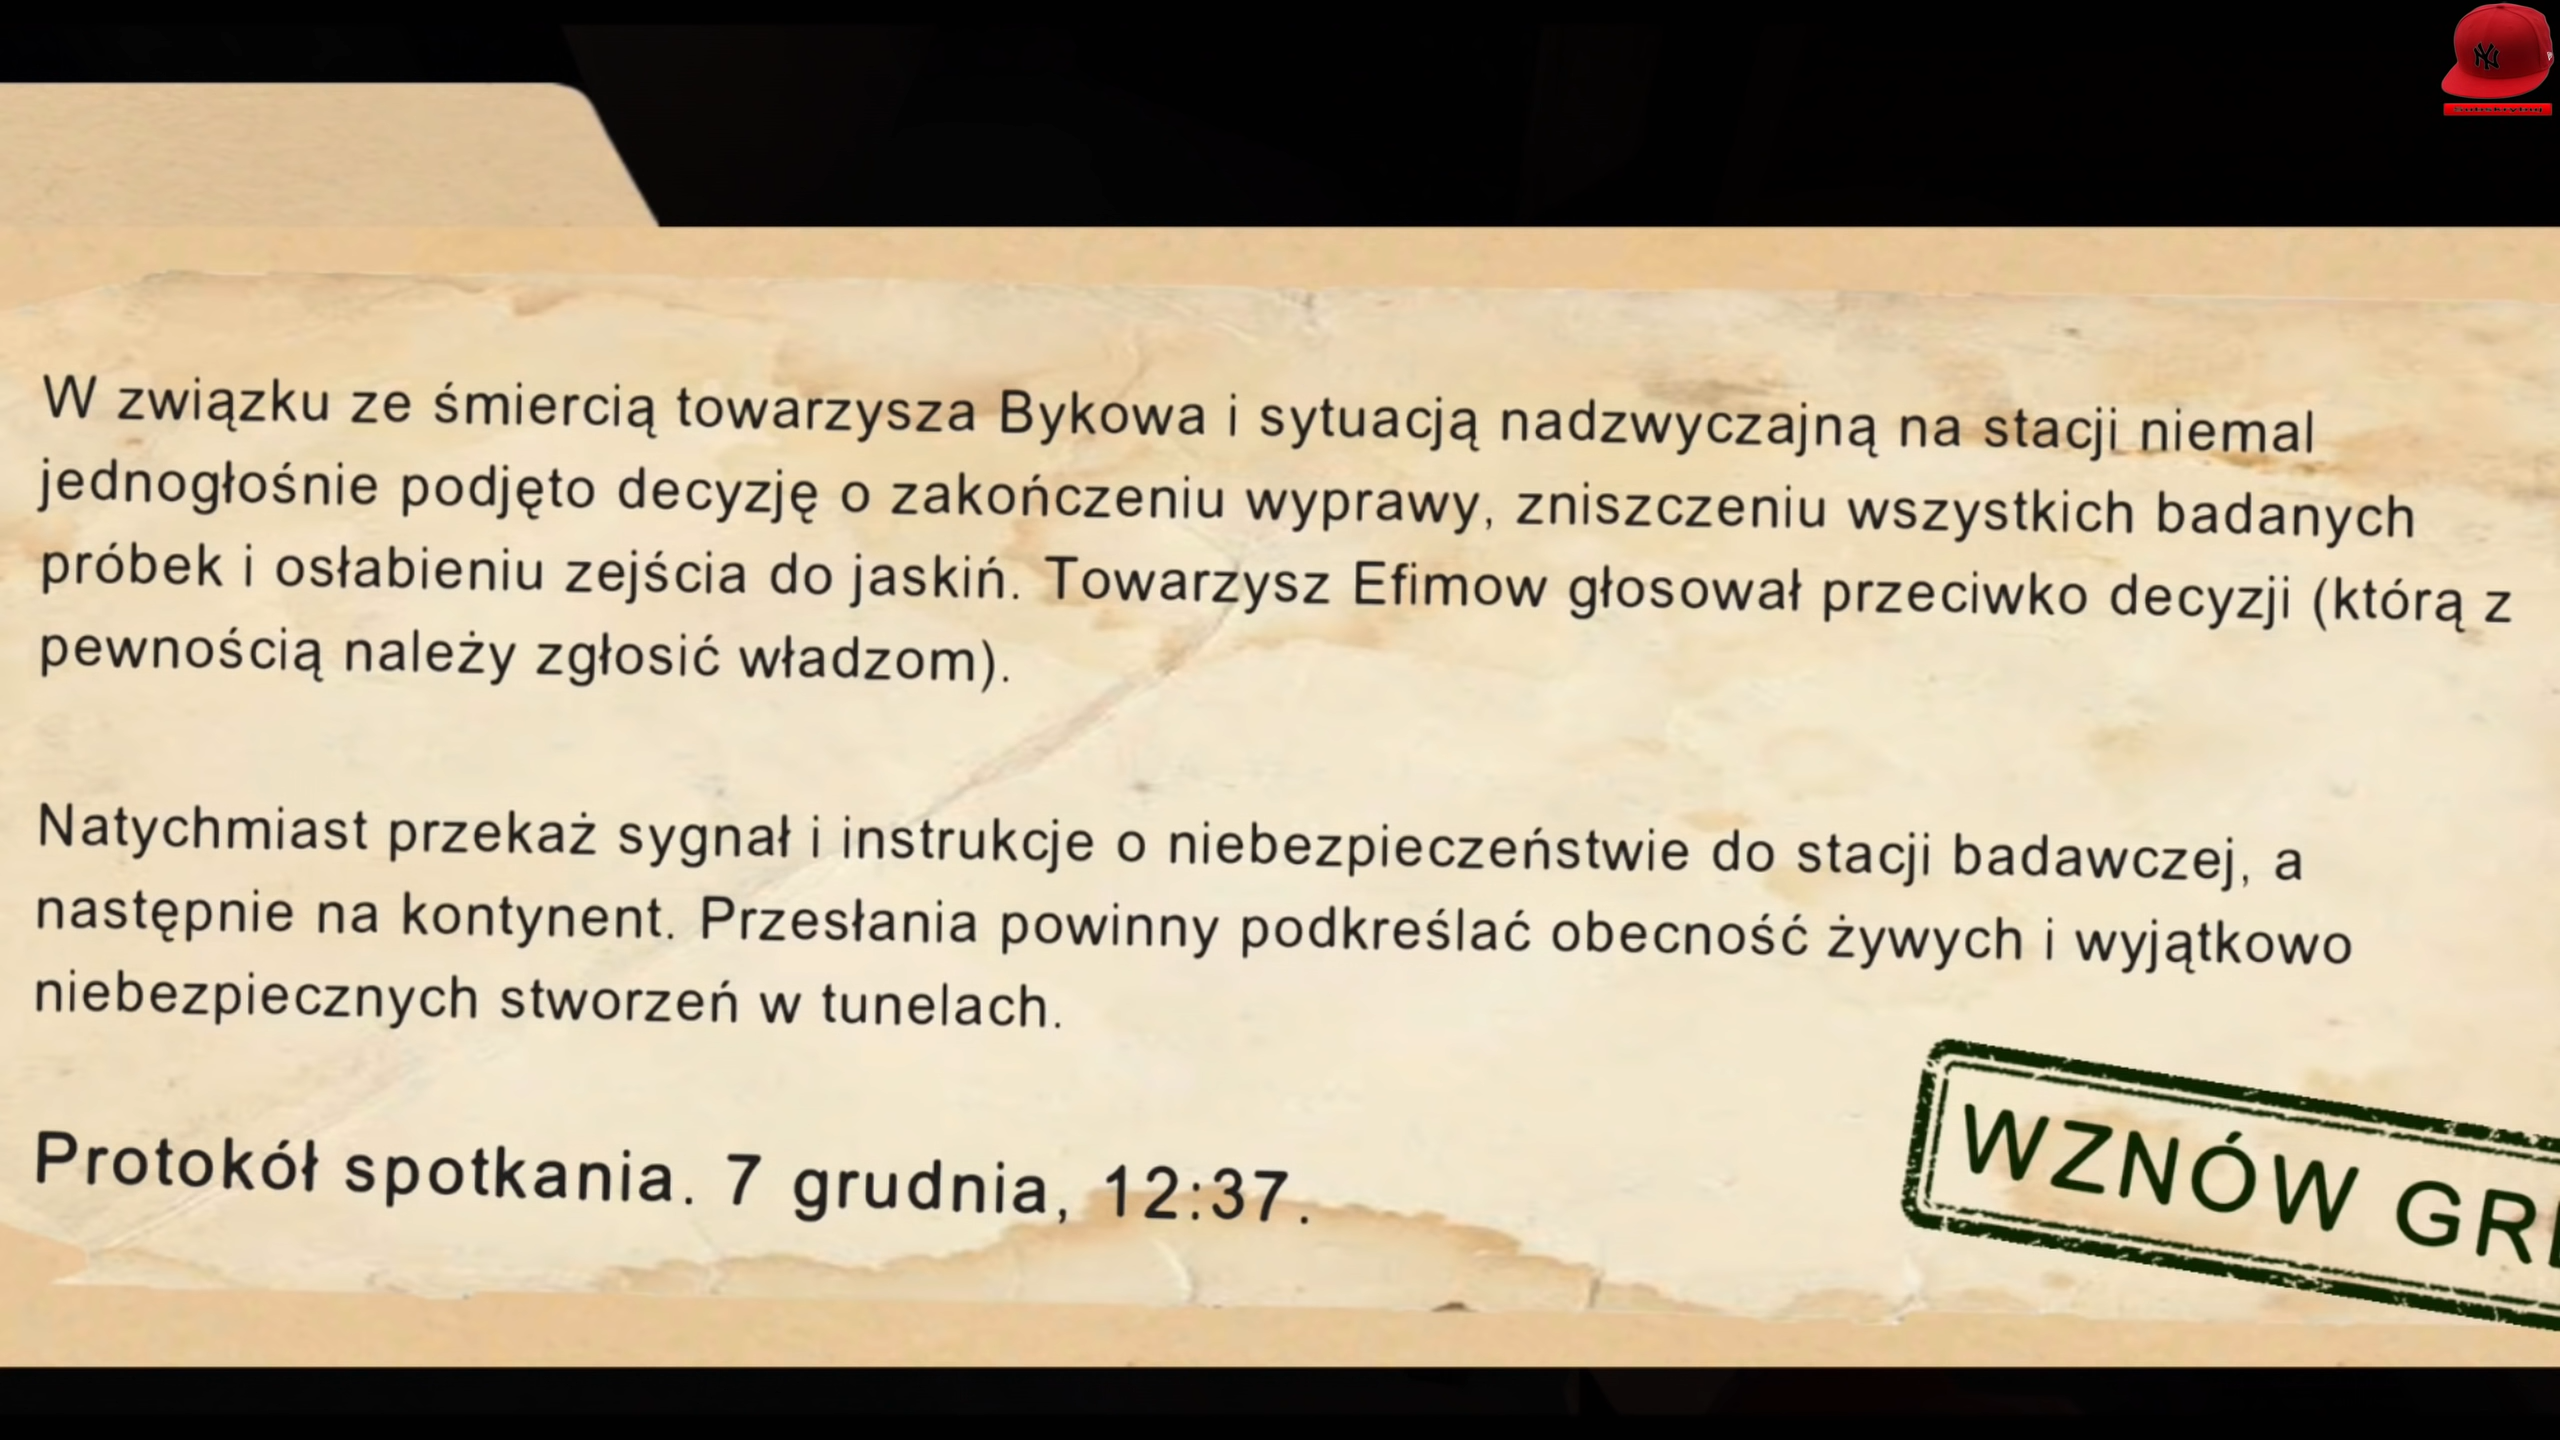 W związku ze śmiercią towarzysza Bykowa i sytuacją nadzwyczajną na stacji niemal
jednogłośnie podjęto decyzję o zakończeniu wyprawy, zniszczeniu wszystkich badanych
próbek i osłabieniu zejścia do jaskiń. Towarzysz Efimow głosował przeciwko decyzji (którą z
pewnością należy zgłosić władzom).
Natychmiast przekaż sygnał i instrukcje o niebezpieczeństwie do stacji badawczej, a
następnie na kontynent. Przesłania powinny podkreślać obecność żywych i wyjątkowo
niebezpiecznych stworzeń w tunelach.
Protokół spotkania. 7 grudnia, 12:37.
WZNÓW